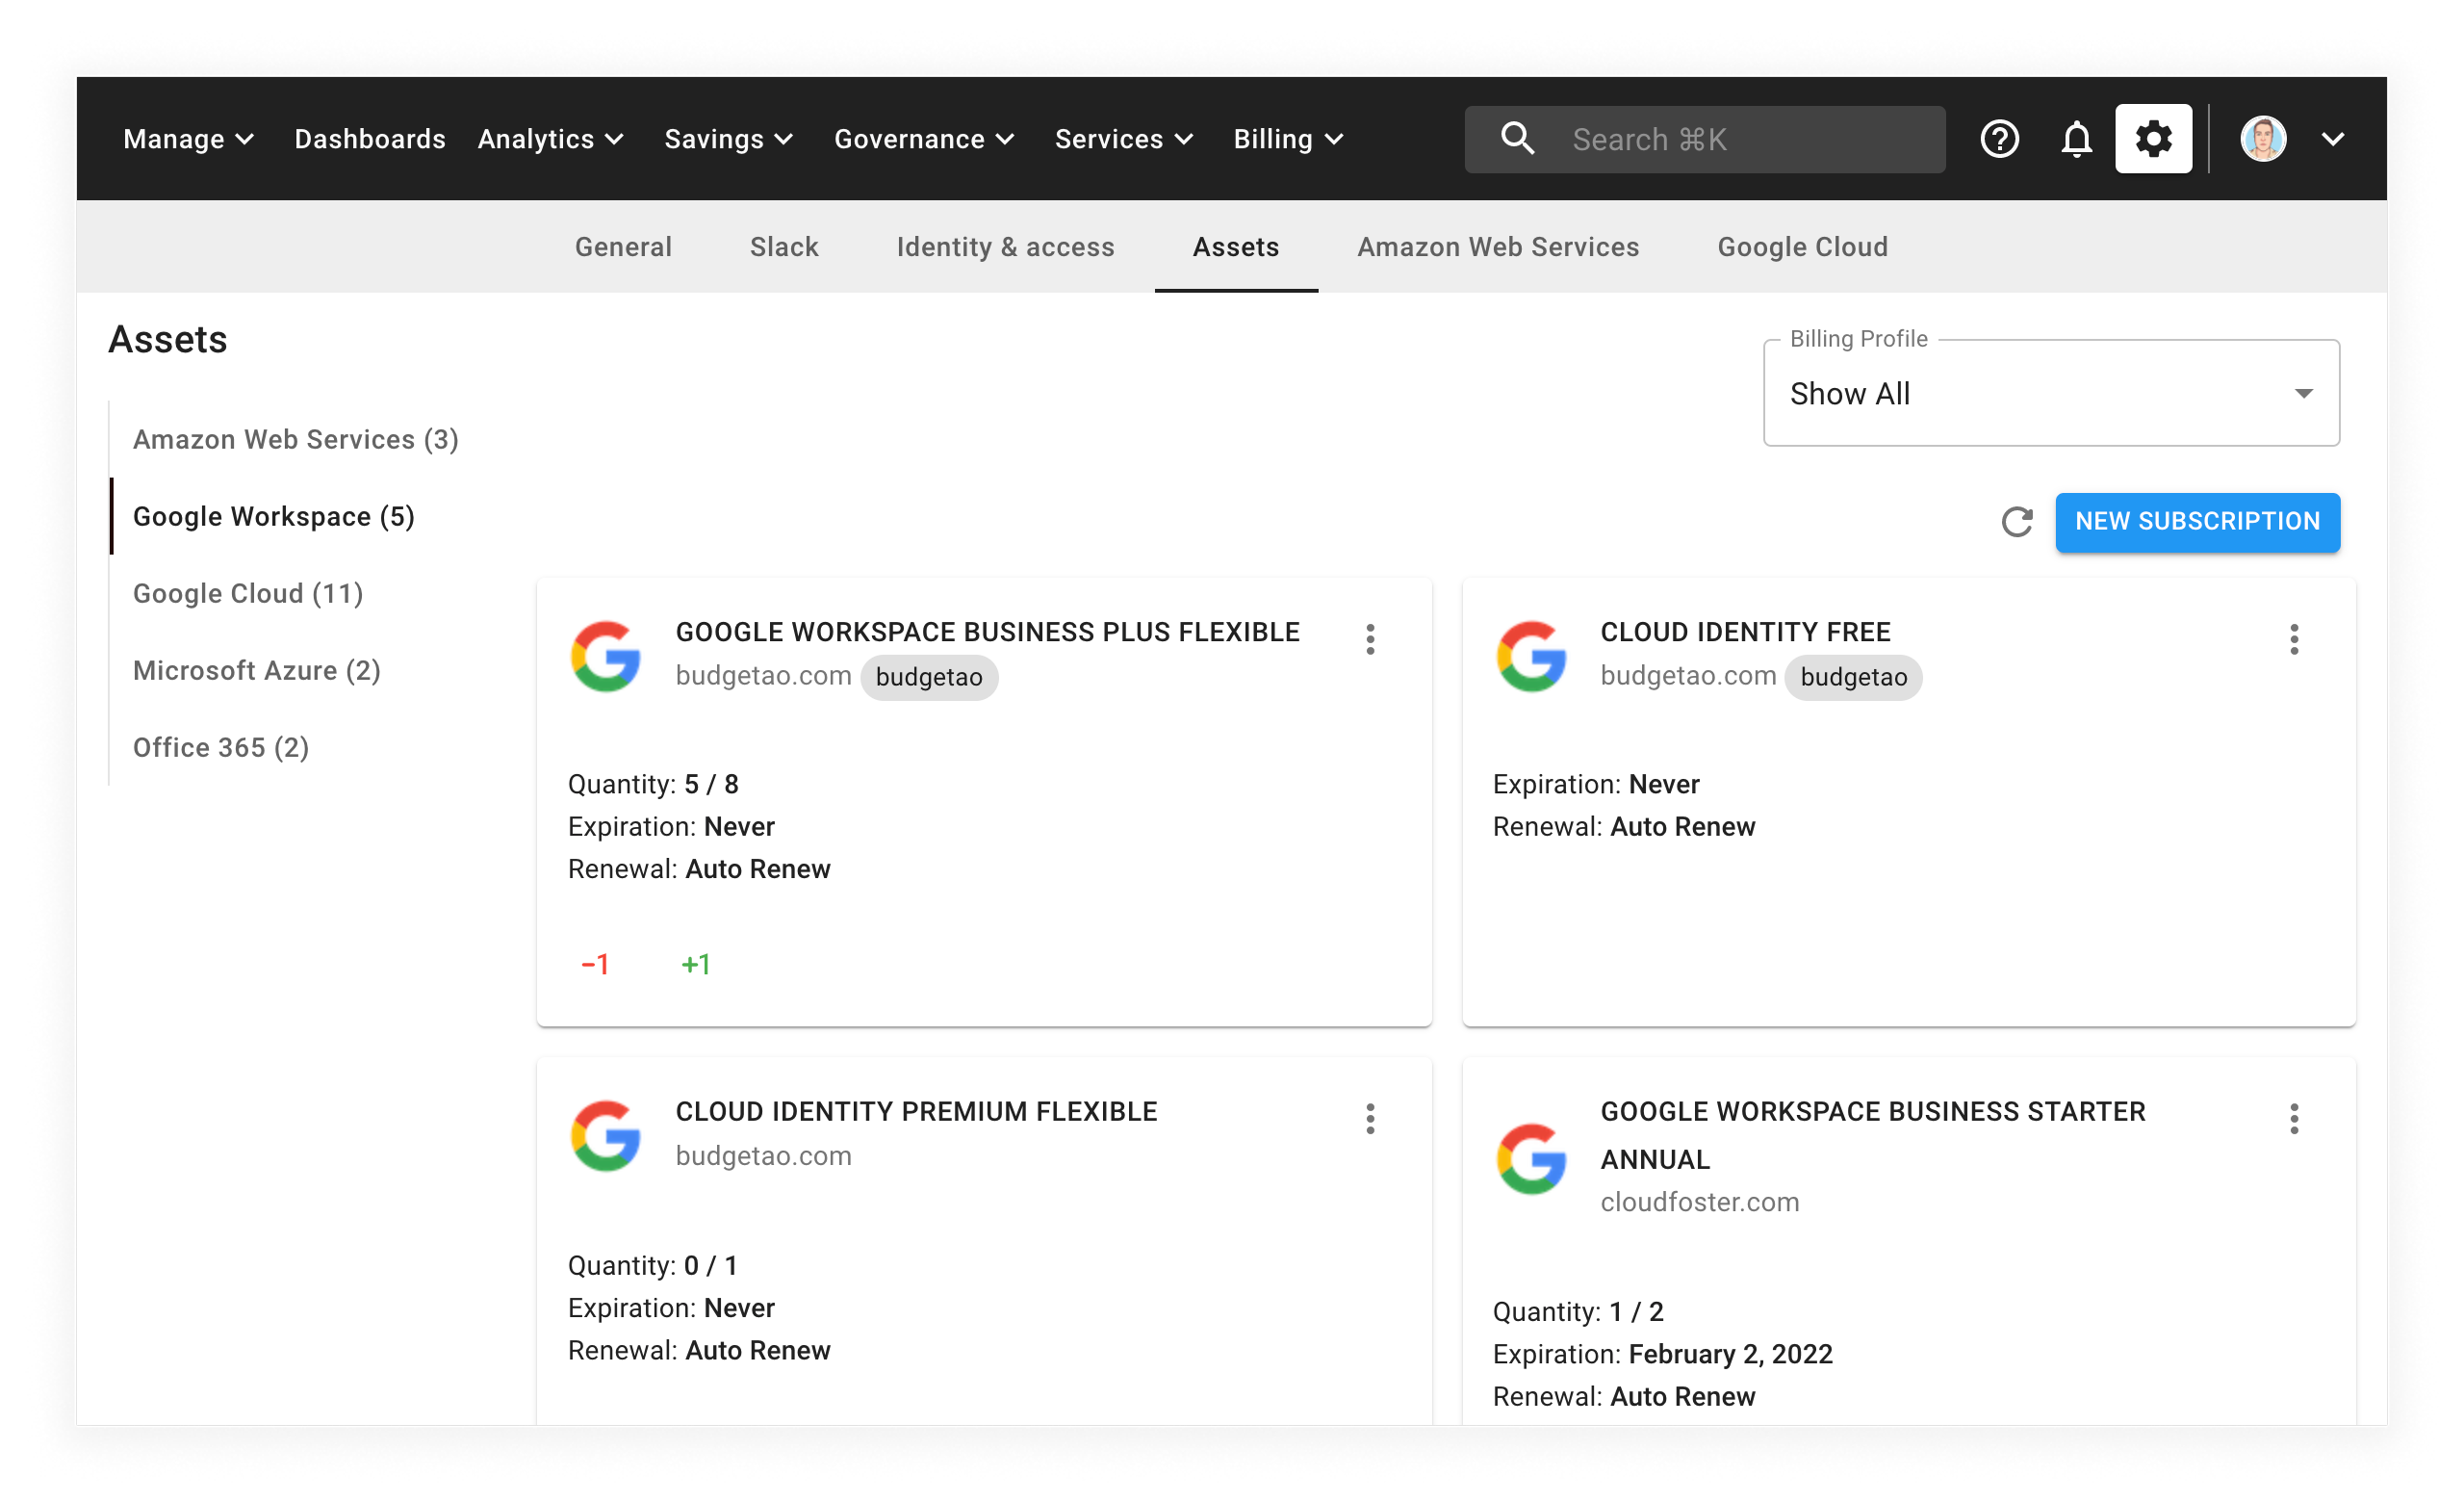 Manage Dashboards Analytics Savings Governance Services Billing Search ⌘K
General Slack Identity & access Assets Amazon Web Services Google Cloud
Assets
Billing Profile
Show All
Amazon Web Services (3)
Google Workspace (5)
Google Cloud (11)
Microsoft Azure (2)
Office 365 (2)
NEW SUBSCRIPTION
GOOGLE WORKSPACE BUSINESS PLUS FLEXIBLE
budgetao.com budgetao
Quantity: 5 / 8
Expiration: Never
Renewal: Auto Renew
−1 +1
CLOUD IDENTITY FREE
budgetao.com budgetao
Expiration: Never
Renewal: Auto Renew
CLOUD IDENTITY PREMIUM FLEXIBLE
budgetao.com
Quantity: 0 / 1
Expiration: Never
Renewal: Auto Renew
GOOGLE WORKSPACE BUSINESS STARTER
ANNUAL
cloudfoster.com
Quantity: 1 / 2
Expiration: February 2, 2022
Renewal: Auto Renew